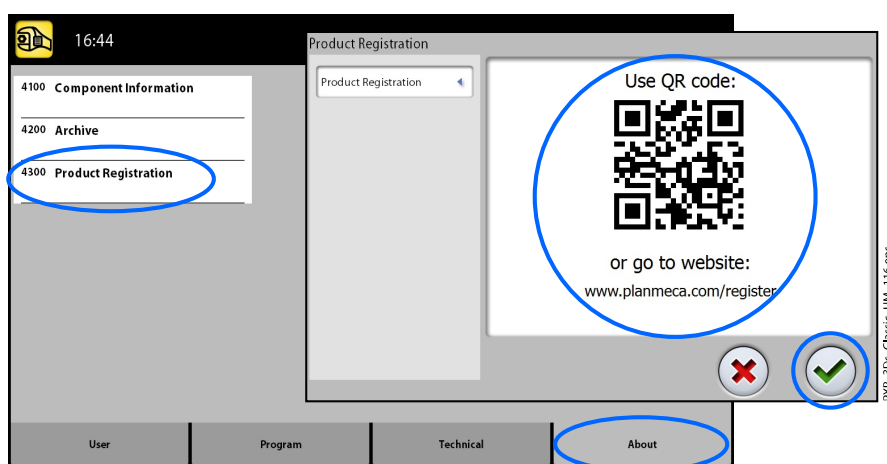 16:44
4100 Component Information
4200 Archive
4300 Product Registration
Product Registration
Product Registration
Use QR code:
or go to website:
www.planmeca.com/register
User
Program
Technical
About